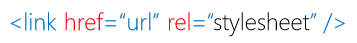 <link href=“url” rel=“stylesheet” />